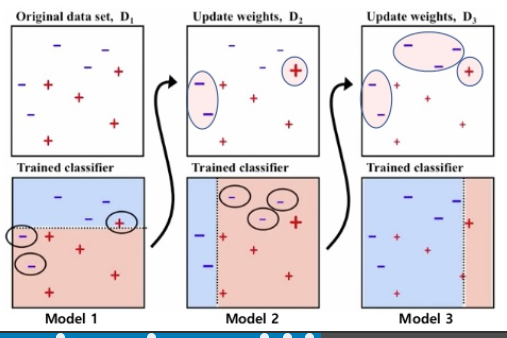 Original data set, D1
Update weights, D2
Update weights, D3
Trained classifier
Trained classifier
Trained classifier
Model 1
Model 2
Model 3